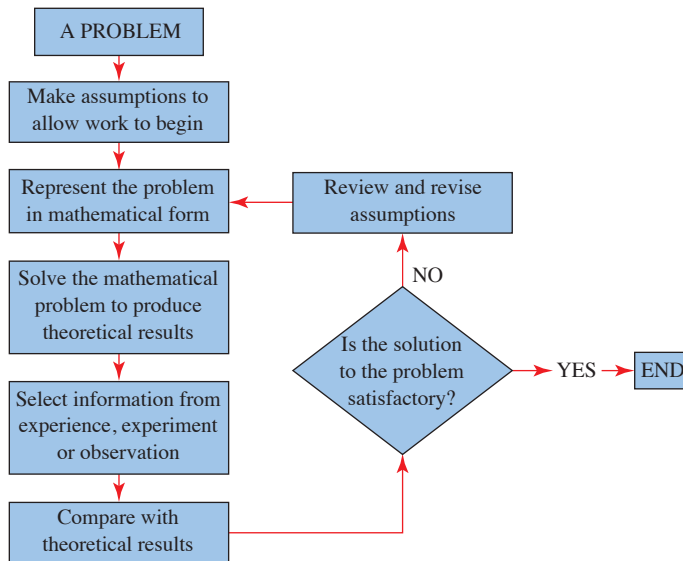 A PROBLEM
Make assumptions to
allow work to begin
Represent the problem
in mathematical form
Review and revise
assumptions
Solve the mathematical
problem to produce
theoretical results
NO
Is the solution
to the problem
satisfactory?
YES
END
Select information from
experience, experiment
or observation
Compare with
theoretical results